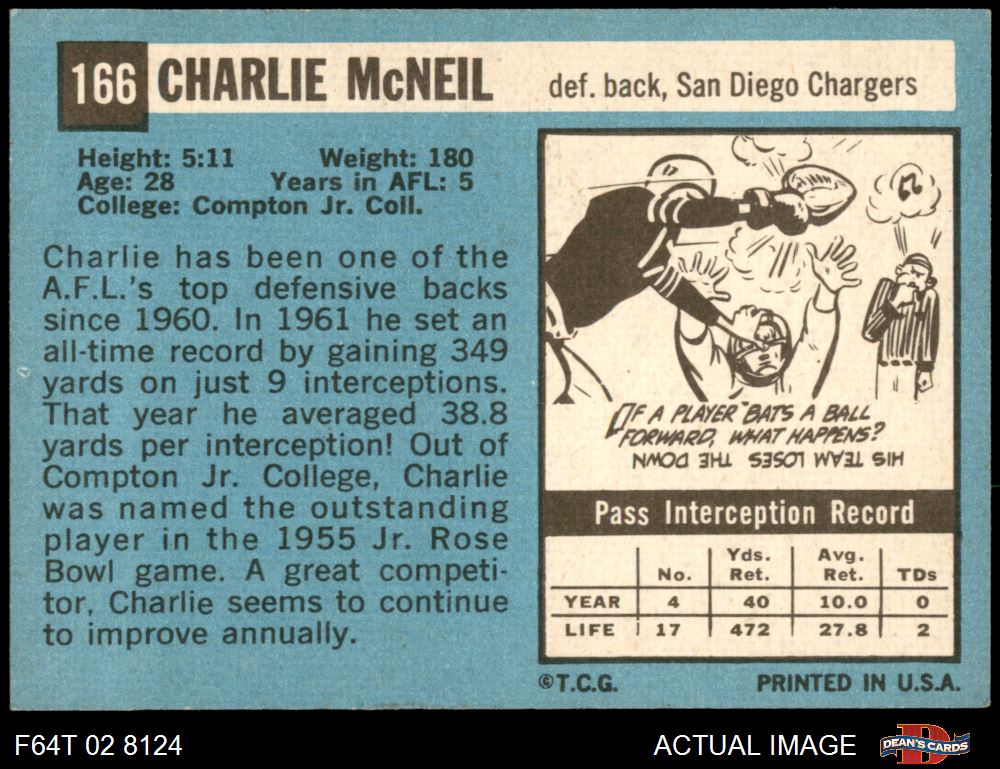 166 CHARLIE McNEIL def. back, San Diego Chargers
Height: 5:11 Weight: 180
Age: 28 Years in AFL: 5
College: Compton Jr. Coll.
Charlie has been one of the
A.F.L.'s top defensive backs
since 1960. In 1961 he set an
all-time record by gaining 349
yards on just 9 interceptions.
That year he averaged 38.8
yards per interception! Out of
Compton Jr. College, Charlie
was named the outstanding
player in the 1955 Jr. Rose
Bowl game. A great competi-
tor, Charlie seems to continue
to improve annually.
IF A PLAYER "BATS A BALL
FORWARD, WHAT HAPPENS?
HIS TEAM LOSES THE DOWN
Pass Interception Record
No. Yds. Ret. Avg. Ret. TDs
YEAR 4 40 10.0 0
LIFE 17 472 27.8 2
©T.C.G. PRINTED IN U.S.A.
F64T 02 8124 ACTUAL IMAGE DEAN'S CARDS